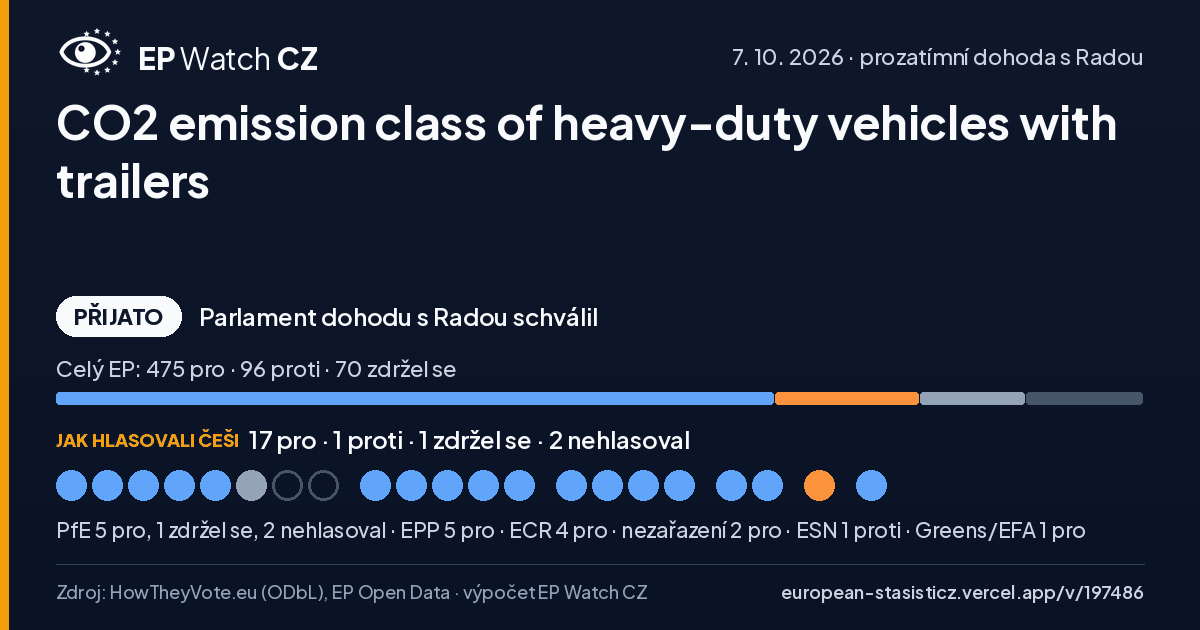 EP Watch CZ
7. 10. 2026 · prozatímní dohoda s Radou
CO2 emission class of heavy-duty vehicles with
trailers
PŘIJATO
Parlament dohodu s Radou schválil
Celý EP: 475 pro · 96 proti · 70 zdržel se
JAK HLASOVALI ČEŠI 17 pro · 1 proti · 1 zdržel se · 2 nehlasoval
PfE 5 pro, 1 zdržel se, 2 nehlasoval · EPP 5 pro · ECR 4 pro · nezařazení 2 pro · ESN 1 proti · Greens/EFA 1 pro
Zdroj: HowTheyVote.eu (ODbL), EP Open Data · výpočet EP Watch CZ
european-stasisticz.vercel.app/v/197486